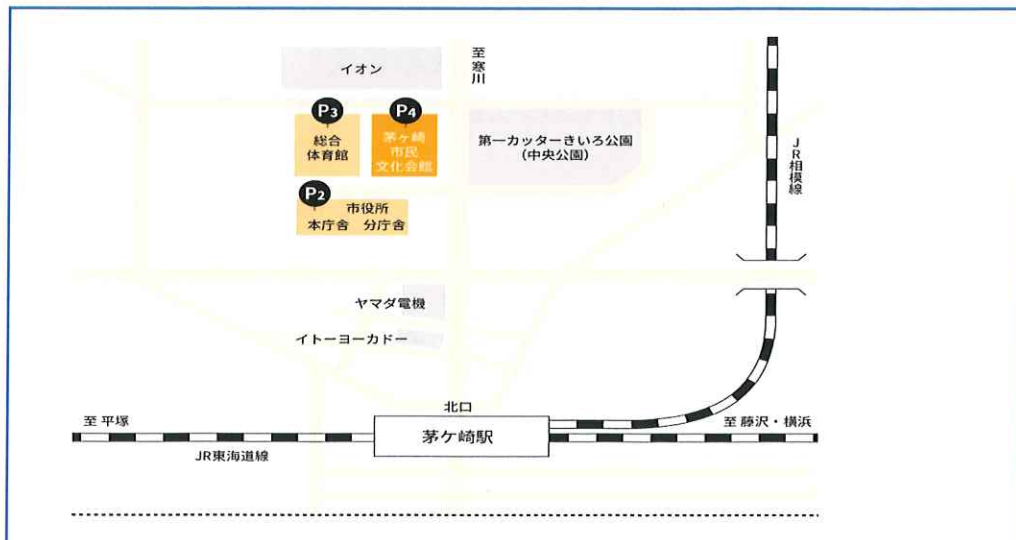 至寒川
イオン
P3
P4
総合
体育館
茅ヶ崎
市民
文化会館
第一カッターきいろ公園
(中央公園)
JR相模線
P2
市役所
本庁舎 分庁舎
ヤマダ電機
イトーヨーカドー
北口
至 平塚
茅ケ崎駅
至 藤沢・横浜
JR東海道線